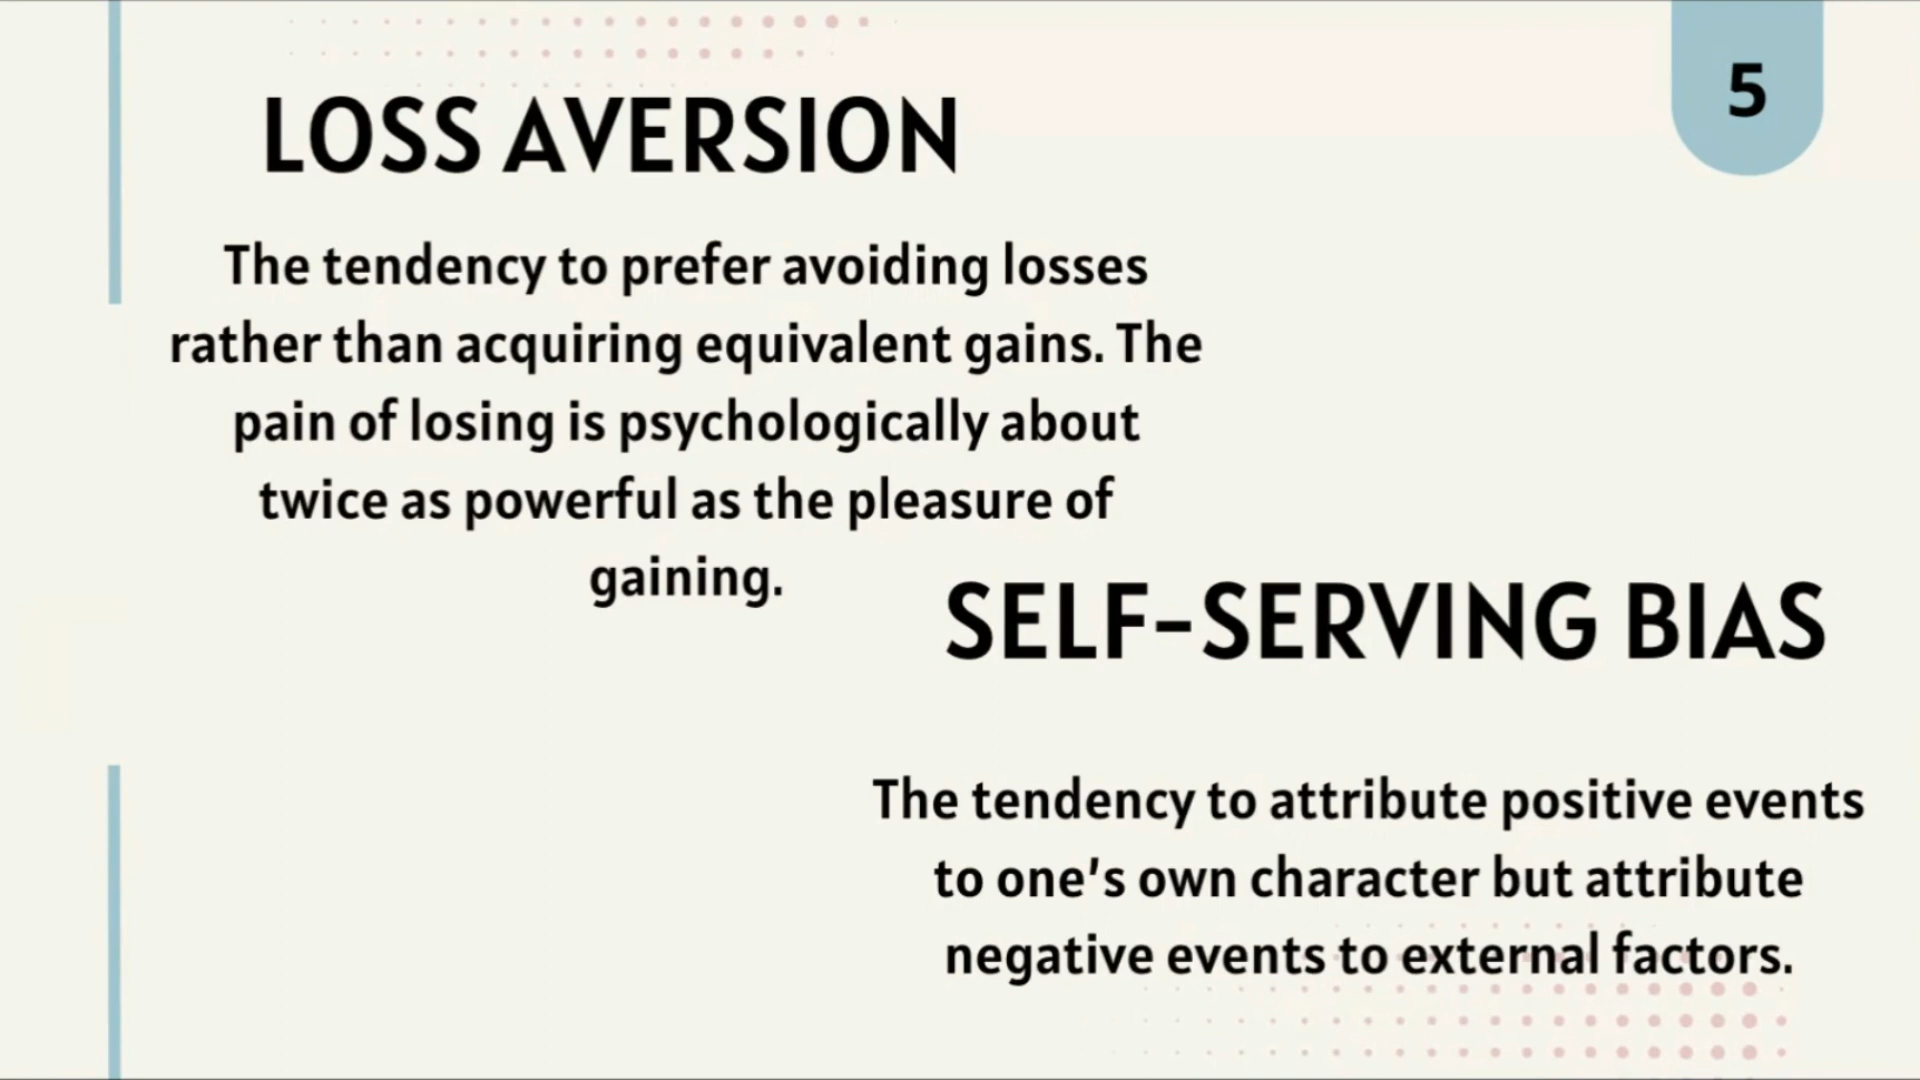 5
LOSS AVERSION
The tendency to prefer avoiding losses
rather than acquiring equivalent gains. The
pain of losing is psychologically about
twice as powerful as the pleasure of
gaining.
SELF-SERVING BIAS
The tendency to attribute positive events
to one's own character but attribute
negative events to external factors.